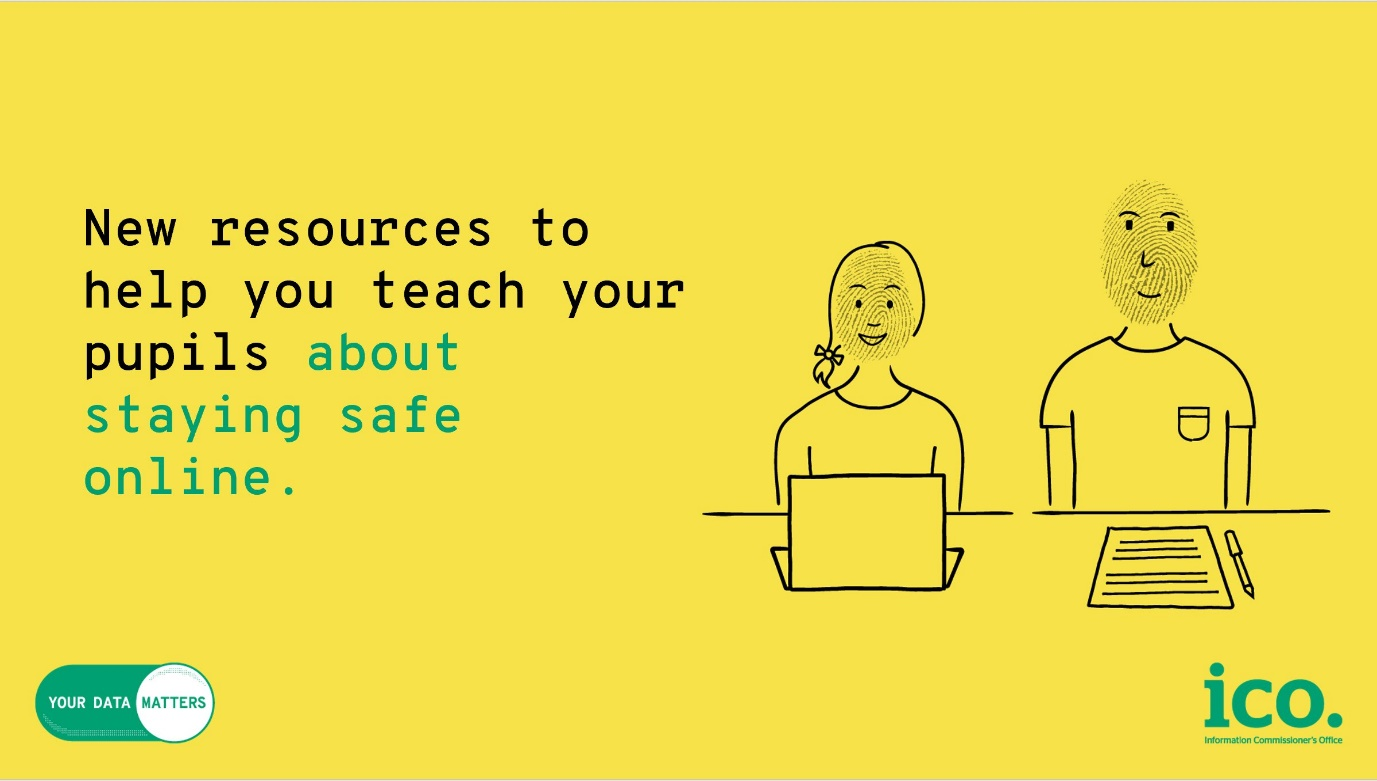 New resources to
help you teach your
pupils about
staying safe
online.
YOUR DATA MATTERS
ico.
Information Commissioner's Office